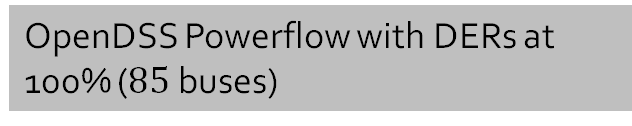 OpenDSS Powerflow with DERs at
100% (85 buses)